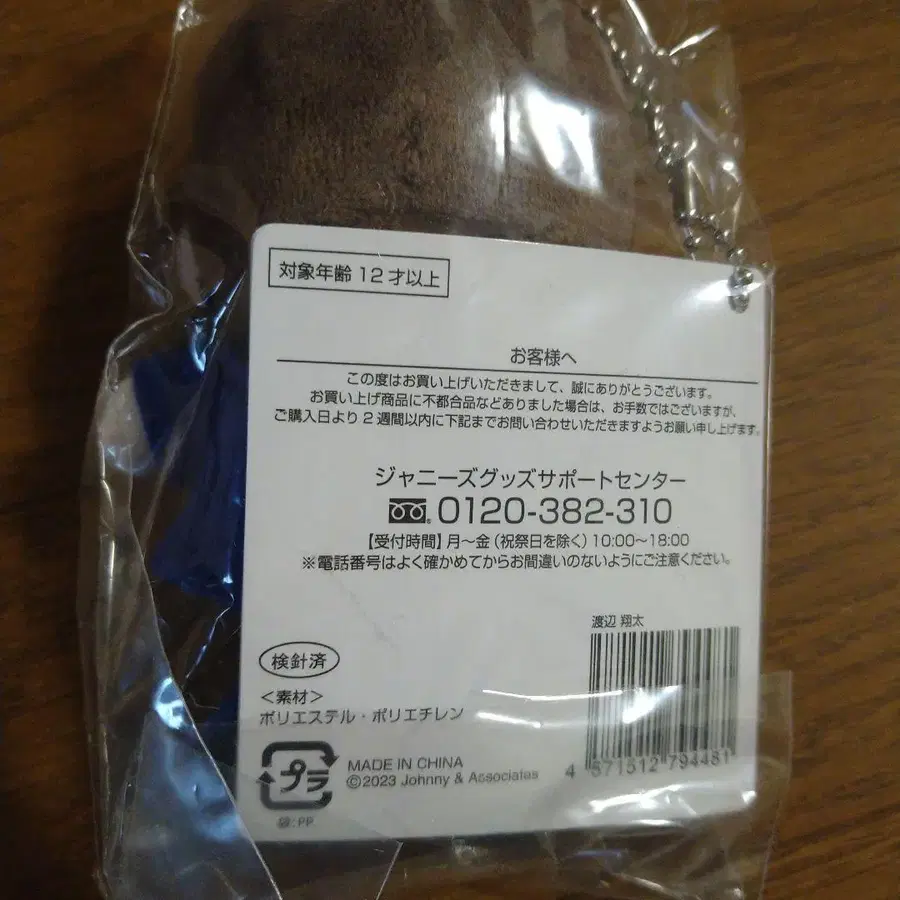 対象年齢 12 才以上
お客様へ
この度はお買い上げいただきまして、誠にありがとうございます。
お買い上げ商品に不都合品などありました場合は、お手数ではございますが、
ご購入日より 2 週間以内に下記までお問い合わせいただきますようお願い申し上げます。
ジャニーズグッズサポートセンター
0120-382-310
【受付時間】月〜金（祝祭日を除く）10:00〜18:00
※電話番号はよく確かめてからお間違いのないようにご注意ください。
渡辺 翔太
4 571512 794481
検針済
＜素材＞
ポリエステル・ポリエチレン
プラ
MADE IN CHINA
©2023 Johnny & Associates
袋:PP